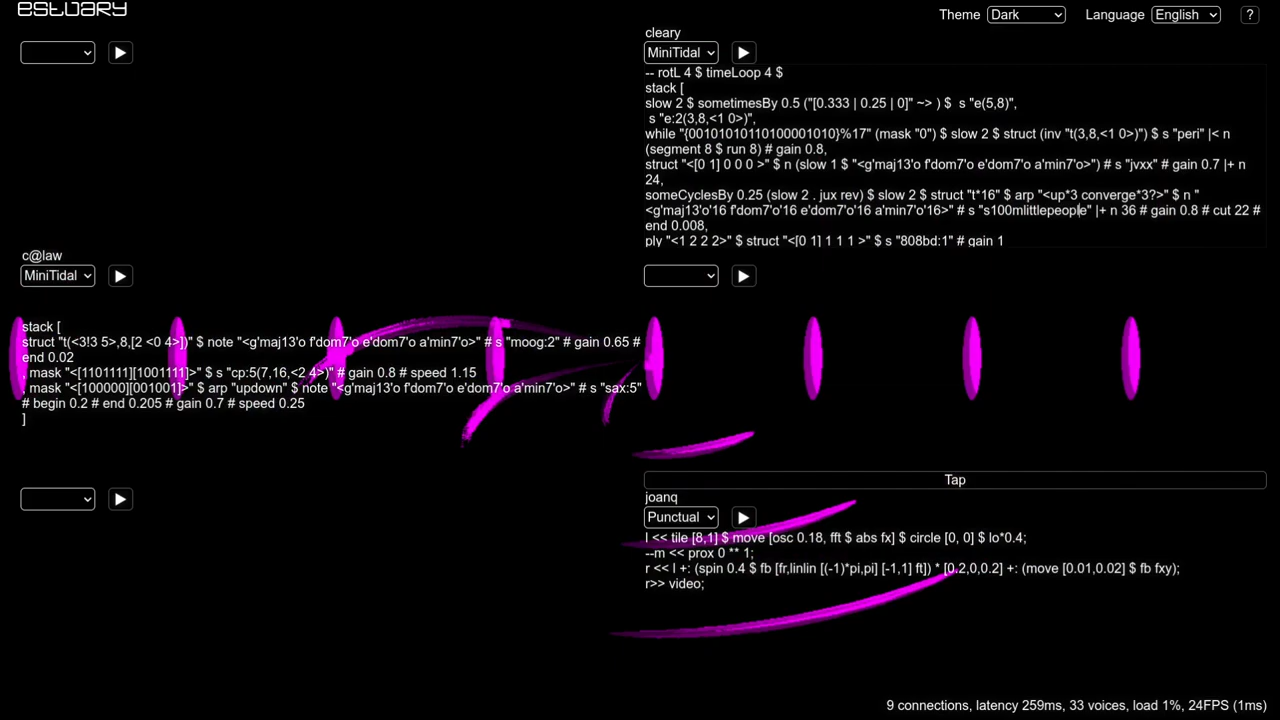 estuary
Theme Dark Language English ?
cleary
MiniTidal
-- rotL 4 $ timeLoop 4 $
stack [
slow 2 $ sometimesBy 0.5 ("[0.333 | 0.25 | 0]" ~> ) $ s "e(5,8)",
s "e:2(3,8,<1 0>)",
while "{00101010110100001010}%17" (mask "0") $ slow 2 $ struct (inv "t(3,8,<1 0>)") $ s "peri" |< n
(segment 8 $ run 8) # gain 0.8,
struct "<[0 1] 0 0 0 >" $ n (slow 1 $ "<g'maj13'o f'dom7'o e'dom7'o a'min7'o>") # s "jvxx" # gain 0.7 |+ n
24,
someCyclesBy 0.25 (slow 2 . jux rev) $ slow 2 $ struct "t*16" $ arp "<up*3 converge*3?>" $ n "
<g'maj13'o'16 f'dom7'o'16 e'dom7'o'16 a'min7'o'16>" # s "s100mlittlepeople" |+ n 36 # gain 0.8 # cut 22 #
end 0.008,
ply "<1 2 2 2>" $ struct "<[0 1] 1 1 1 >" $ s "808bd:1" # gain 1
c@law
MiniTidal
stack [
struct "t(<3!3 5>,8,[2 <0 4>])" $ note "<g'maj13'o f'dom7'o e'dom7'o a'min7'o>" # s "moog:2" # gain 0.65 #
end 0.02
, mask "<[1101111][1001111]>" $ s "cp:5(7,16,<2 4>)" # gain 0.8 # speed 1.15
, mask "<[100000][001001]>" $ arp "updown" $ note "<g'maj13'o f'dom7'o e'dom7'o a'min7'o>" # s "sax:5"
# begin 0.2 # end 0.205 # gain 0.7 # speed 0.25
]
Tap
joanq
Punctual
l << tile [8,1] $ move [osc 0.18, fft $ abs fx] $ circle [0, 0] $ lo*0.4;
--m << prox 0 ** 1;
r << l +: (spin 0.4 $ fb [fr,linlin [(-1)*pi,pi] [-1,1] ft]) * [0.2,0,0.2] +: (move [0.01,0.02] $ fb fxy);
r>> video;
9 connections, latency 259ms, 33 voices, load 1%, 24FPS (1ms)